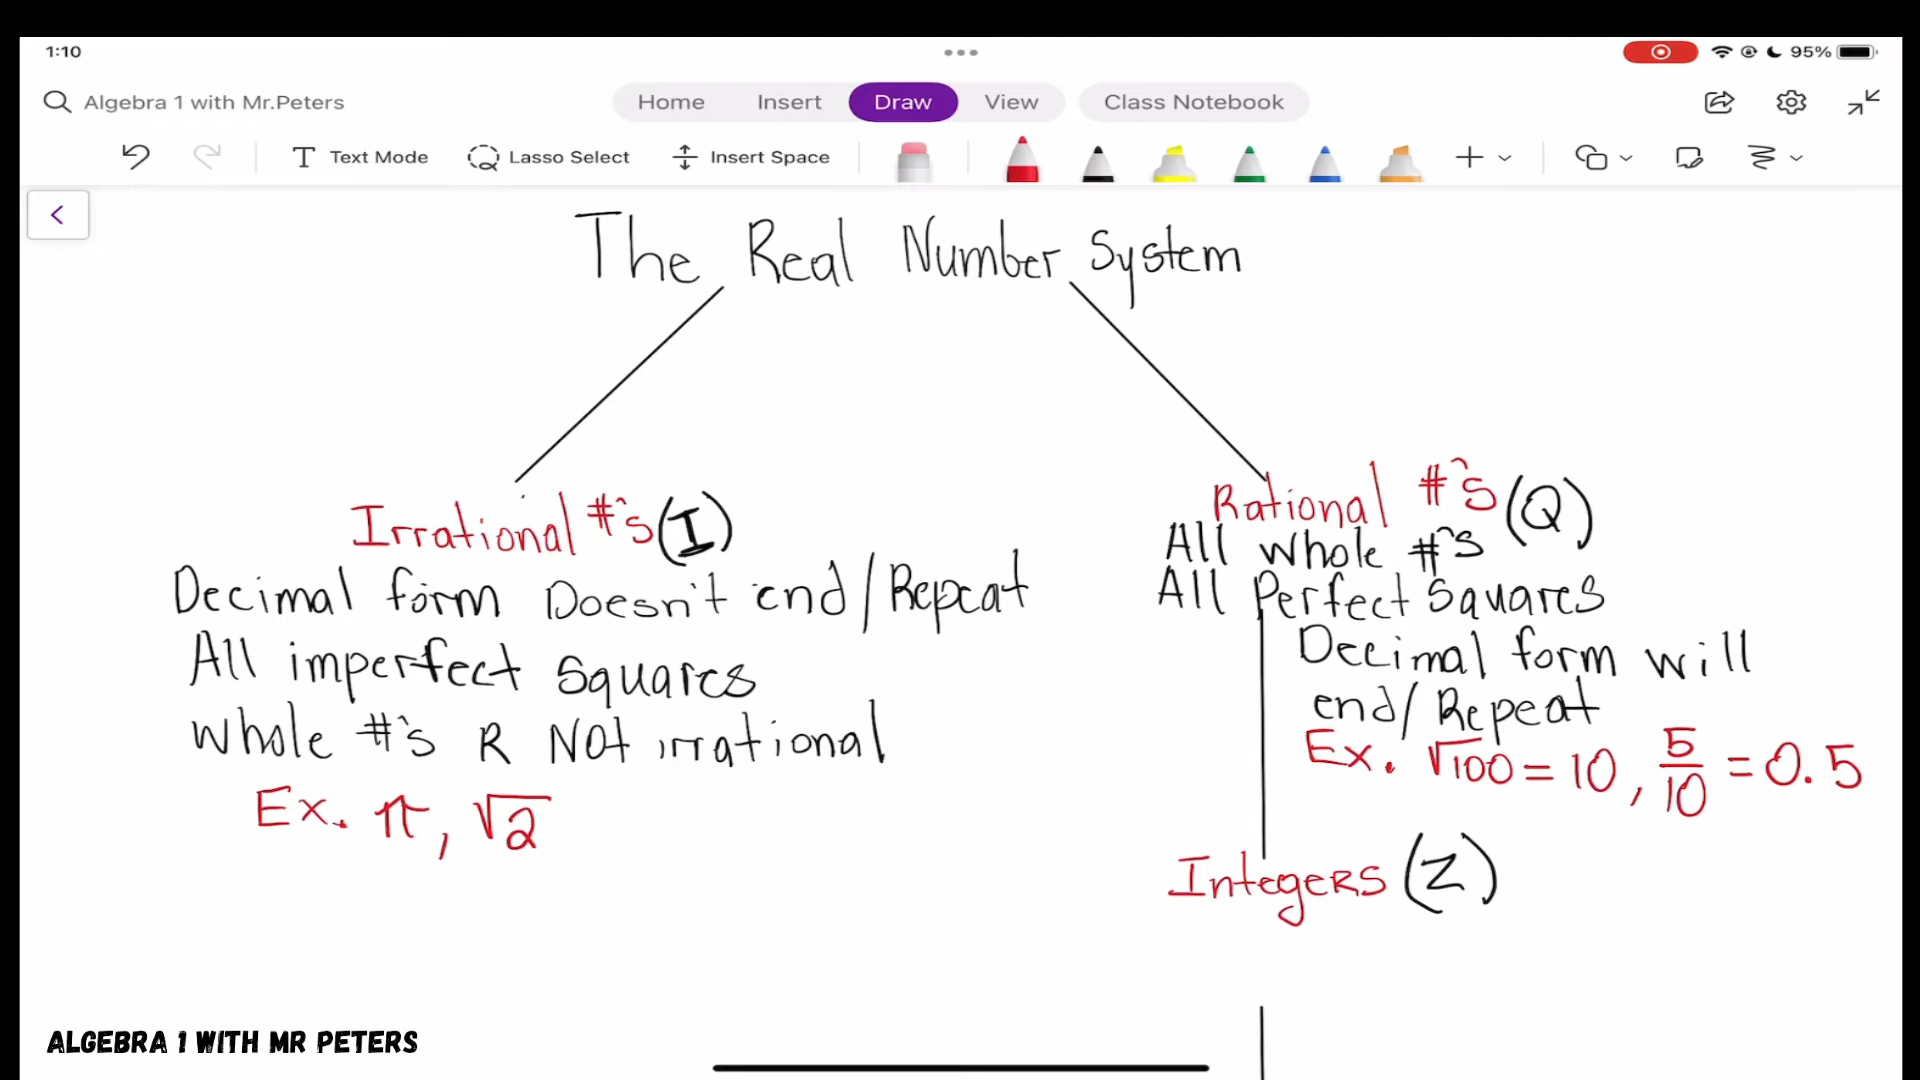 1:10
95%
Algebra 1 with Mr.Peters
Home Insert Draw View Class Notebook
Text Mode Lasso Select Insert Space
The Real Number System
Irrational #'s (I)
Decimal form Doesn't end/Repeat
All imperfect Squares
Whole #'s R NOt irrational
Ex. π, √2
Rational #'s (Q)
All Whole #'s
All Perfect Squares
Decimal form will
end/Repeat
Ex. √100 = 10, 5/10 = 0.5
Integers (Z)
ALGEBRA 1 WITH MR PETERS